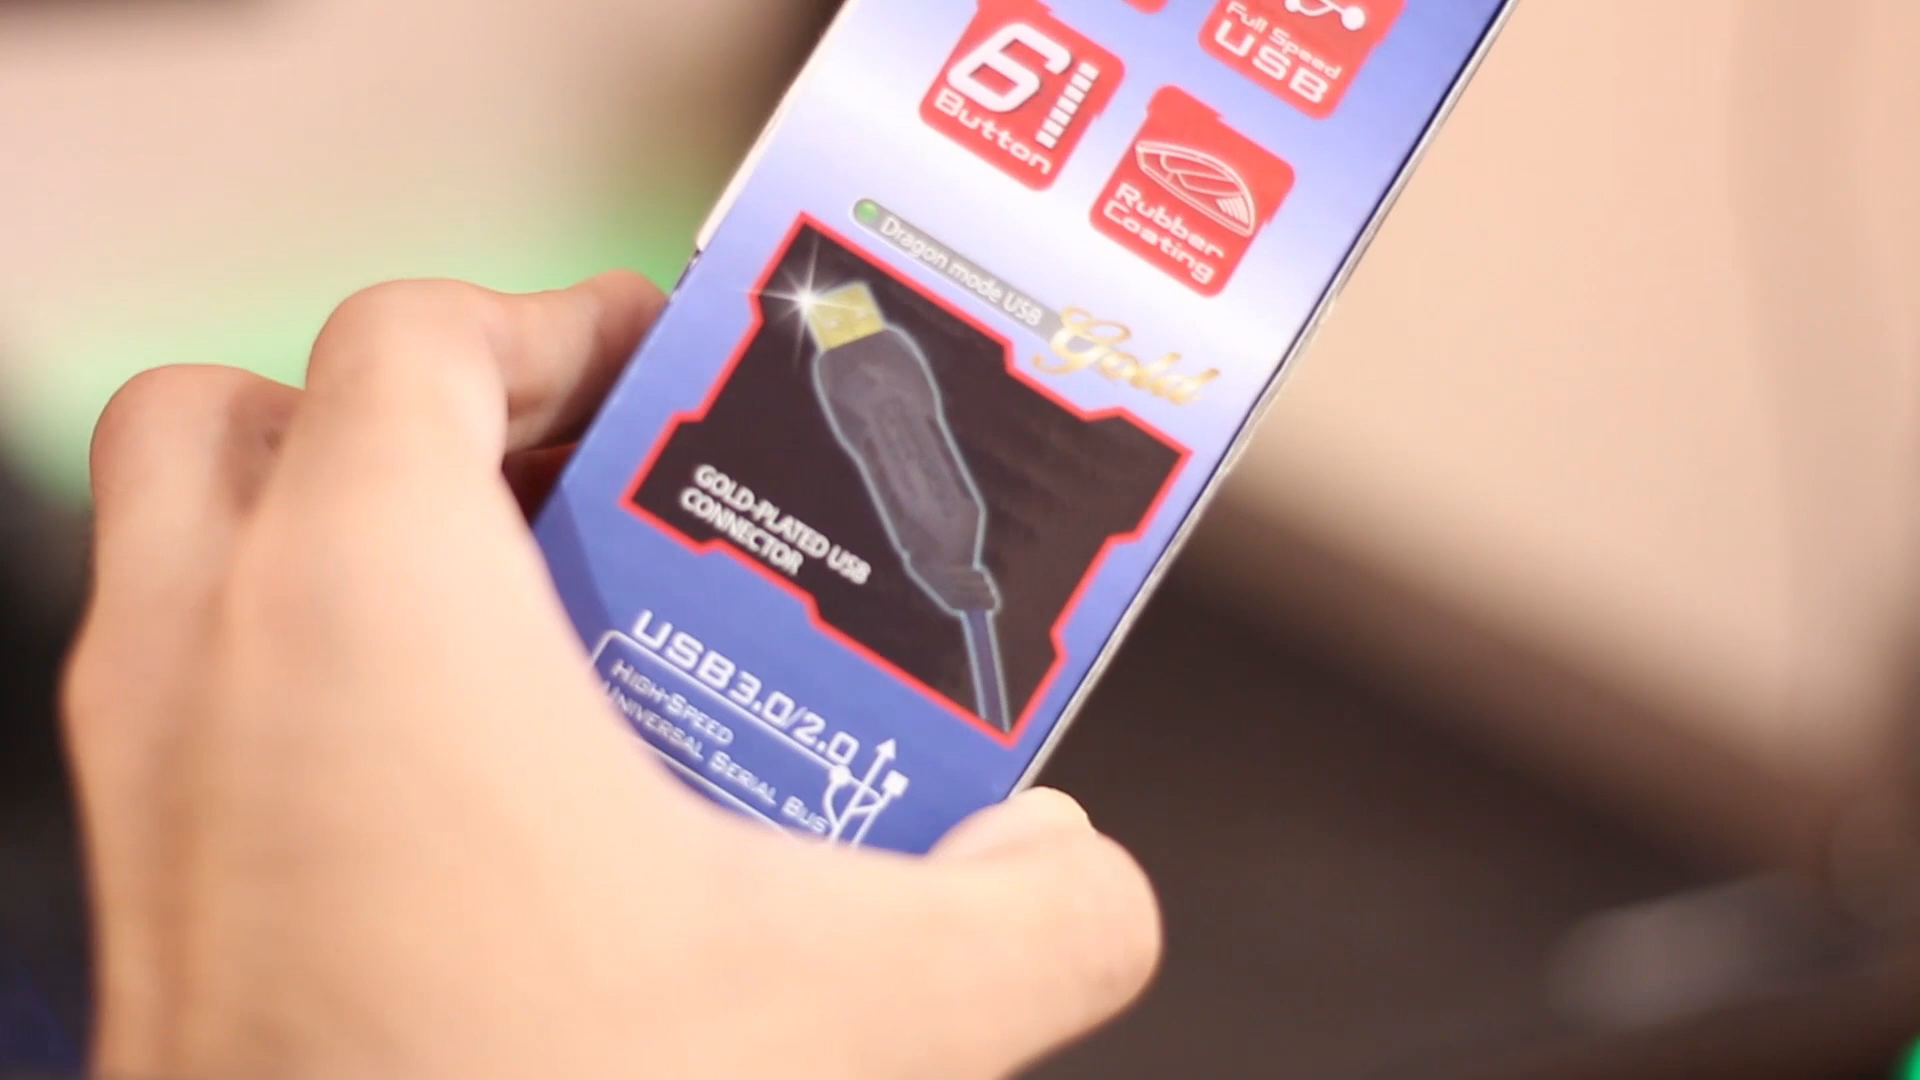 Full Speed
USB
6
Button
Rubber
Coating
Dragon mode USB
Gold
GOLD-PLATED USB
CONNECTOR
USB3.0/2.0
HIGH-SPEED
UNIVERSAL SERIAL BUS